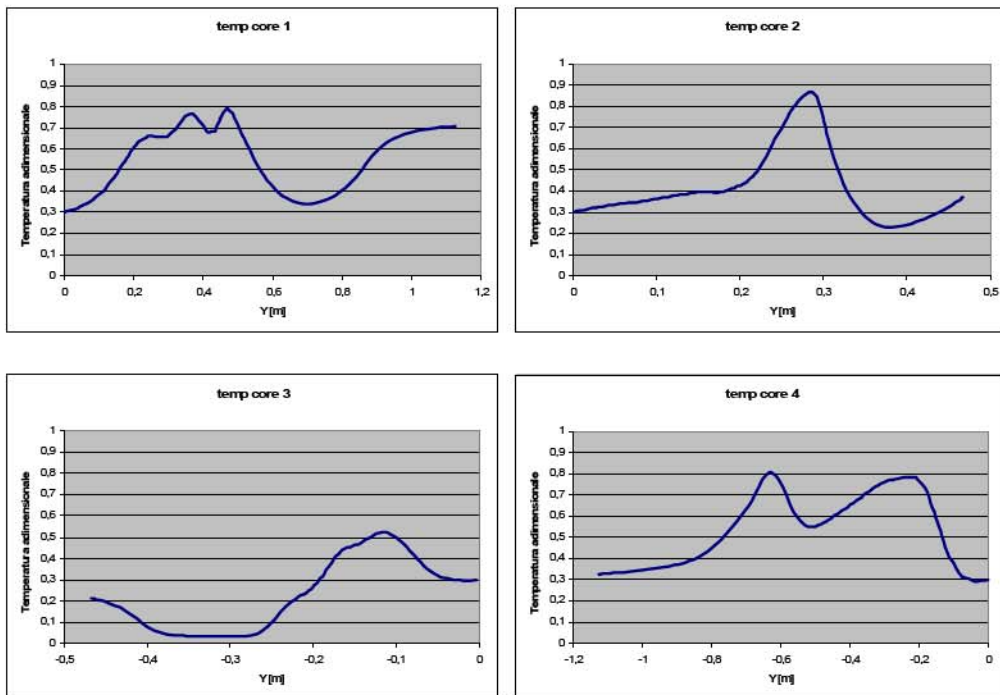 temp core 1
Temperatura adimensionale
1
0,9
0,8
0,7
0,6
0,5
0,4
0,3
0,2
0,1
0
0 0,2 0,4 0,6 0,8 1 1,2
Y [m]
temp core 2
Temperatura adimensionale
1
0,9
0,8
0,7
0,6
0,5
0,4
0,3
0,2
0,1
0
0 0,1 0,2 0,3 0,4 0,5
Y [m]
temp core 3
Temperatura adimensionale
1
0,9
0,8
0,7
0,6
0,5
0,4
0,3
0,2
0,1
0
-0,5 -0,4 -0,3 -0,2 -0,1 0
Y [m]
temp core 4
Temperatura adimensionale
1
0,9
0,8
0,7
0,6
0,5
0,4
0,3
0,2
0,1
0
-1,2 -1 -0,8 -0,6 -0,4 -0,2 0
Y [m]